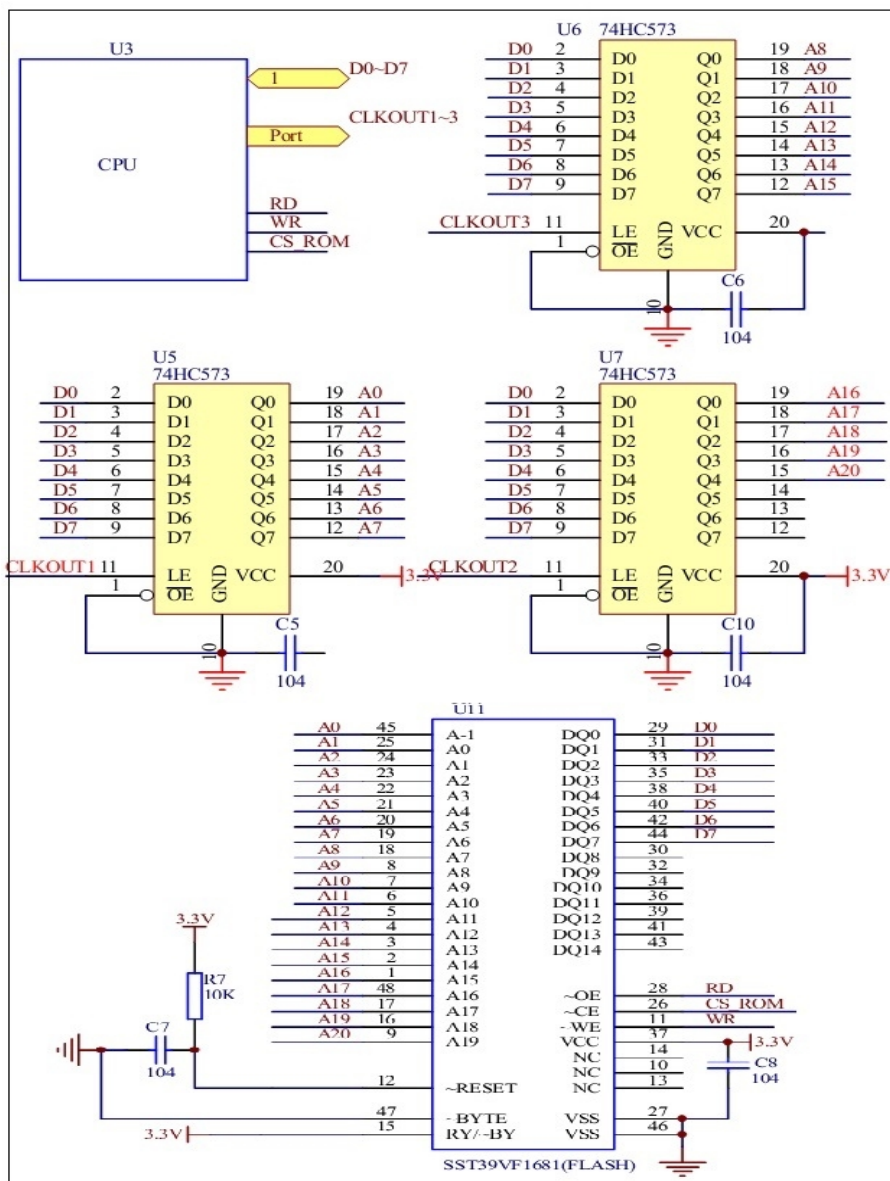 U3
D0~D7
1
CLKOUT1~3
Port
CPU
RD
WR
CS_ROM
U6 74HC573
D0 2 D0 Q0 19 A8
D1 3 D1 Q1 18 A9
D2 4 D2 Q2 17 A10
D3 5 D3 Q3 16 A11
D4 6 D4 Q4 15 A12
D5 7 D5 Q5 14 A13
D6 8 D6 Q6 13 A14
D7 9 D7 Q7 12 A15
CLKOUT3 11 LE VCC 20
1 OE GND
10
C6
104
U5
74HC573
D0 2 D0 Q0 19 A0
D1 3 D1 Q1 18 A1
D2 4 D2 Q2 17 A2
D3 5 D3 Q3 16 A3
D4 6 D4 Q4 15 A4
D5 7 D5 Q5 14 A5
D6 8 D6 Q6 13 A6
D7 9 D7 Q7 12 A7
CLKOUT1 11 LE VCC 20 3.3V
1 OE GND
10
C5
104
U7
74HC573
D0 2 D0 Q0 19 A16
D1 3 D1 Q1 18 A17
D2 4 D2 Q2 17 A18
D3 5 D3 Q3 16 A19
D4 6 D4 Q4 15 A20
D5 7 D5 Q5 14
D6 8 D6 Q6 13
D7 9 D7 Q7 12
CLKOUT2 11 LE VCC 20 3.3V
1 OE GND
10
C10
104
U11
A0 45 A-1 DQ0 29 D0
A1 25 A0 DQ1 31 D1
A2 24 A1 DQ2 33 D2
A3 23 A2 DQ3 35 D3
A4 22 A3 DQ4 38 D4
A5 21 A4 DQ5 40 D5
A6 20 A5 DQ6 42 D6
A7 19 A6 DQ7 44 D7
A8 18 A7 DQ8 30
A9 8 A8 DQ9 32
A10 7 A9 DQ10 34
A11 6 A10 DQ11 36
A12 5 A11 DQ12 39
A13 4 A12 DQ13 41
A14 3 A13 DQ14 43
A15 2 A14
A16 1 A15
A17 48 A16 ~OE 28 RD
A18 17 A17 ~CE 26 CS_ROM
A19 16 A18 ~WE 11 WR
A20 9 A19 VCC 37 3.3V
NC 14
NC 10
NC 13
3.3V
R7
10K
C7
104
C8
104
12 ~RESET
47 ~BYTE VSS 27
3.3V 15 RY/~BY VSS 46
SST39VF1681(FLASH)